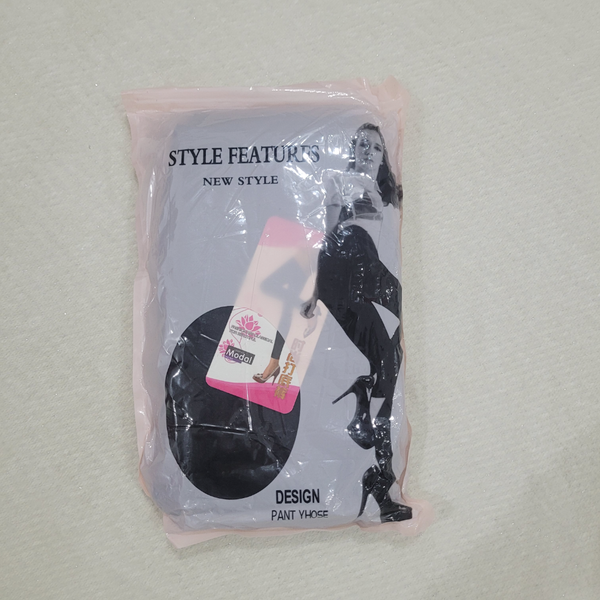 STYLE FEATURES
NEW STYLE
Modal
DESIGN
PANT YHOSE